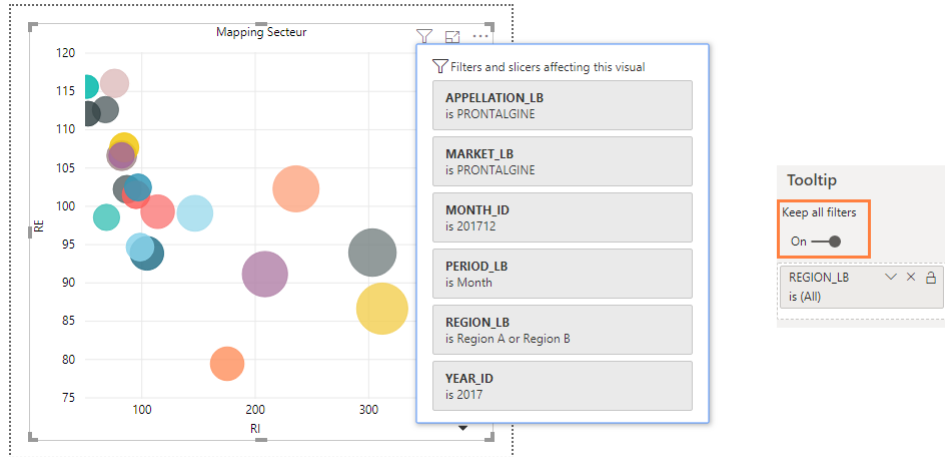 Mapping Secteur
120
115
110
105
100
95
90
85
80
75
RE
100
200
300
RI
Filters and slicers affecting this visual
APPELLATION_LB
is PRONTALGINE
MARKET_LB
is PRONTALGINE
MONTH_ID
is 201712
PERIOD_LB
is Month
REGION_LB
is Region A or Region B
YEAR_ID
is 2017
Tooltip
Keep all filters
On
REGION_LB
is (All)